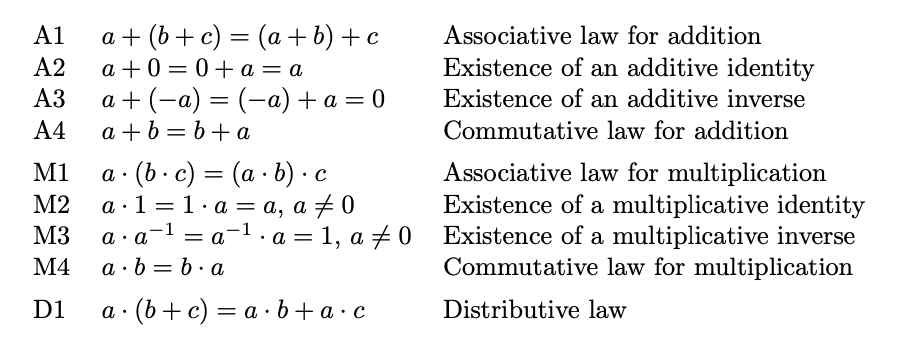 A1 a + (b + c) = (a + b) + c Associative law for addition
A2 a + 0 = 0 + a = a Existence of an additive identity
A3 a + (−a) = (−a) + a = 0 Existence of an additive inverse
A4 a + b = b + a Commutative law for addition
M1 a · (b · c) = (a · b) · c Associative law for multiplication
M2 a · 1 = 1 · a = a, a ≠ 0 Existence of a multiplicative identity
M3 a · a⁻¹ = a⁻¹ · a = 1, a ≠ 0 Existence of a multiplicative inverse
M4 a · b = b · a Commutative law for multiplication
D1 a · (b + c) = a · b + a · c Distributive law